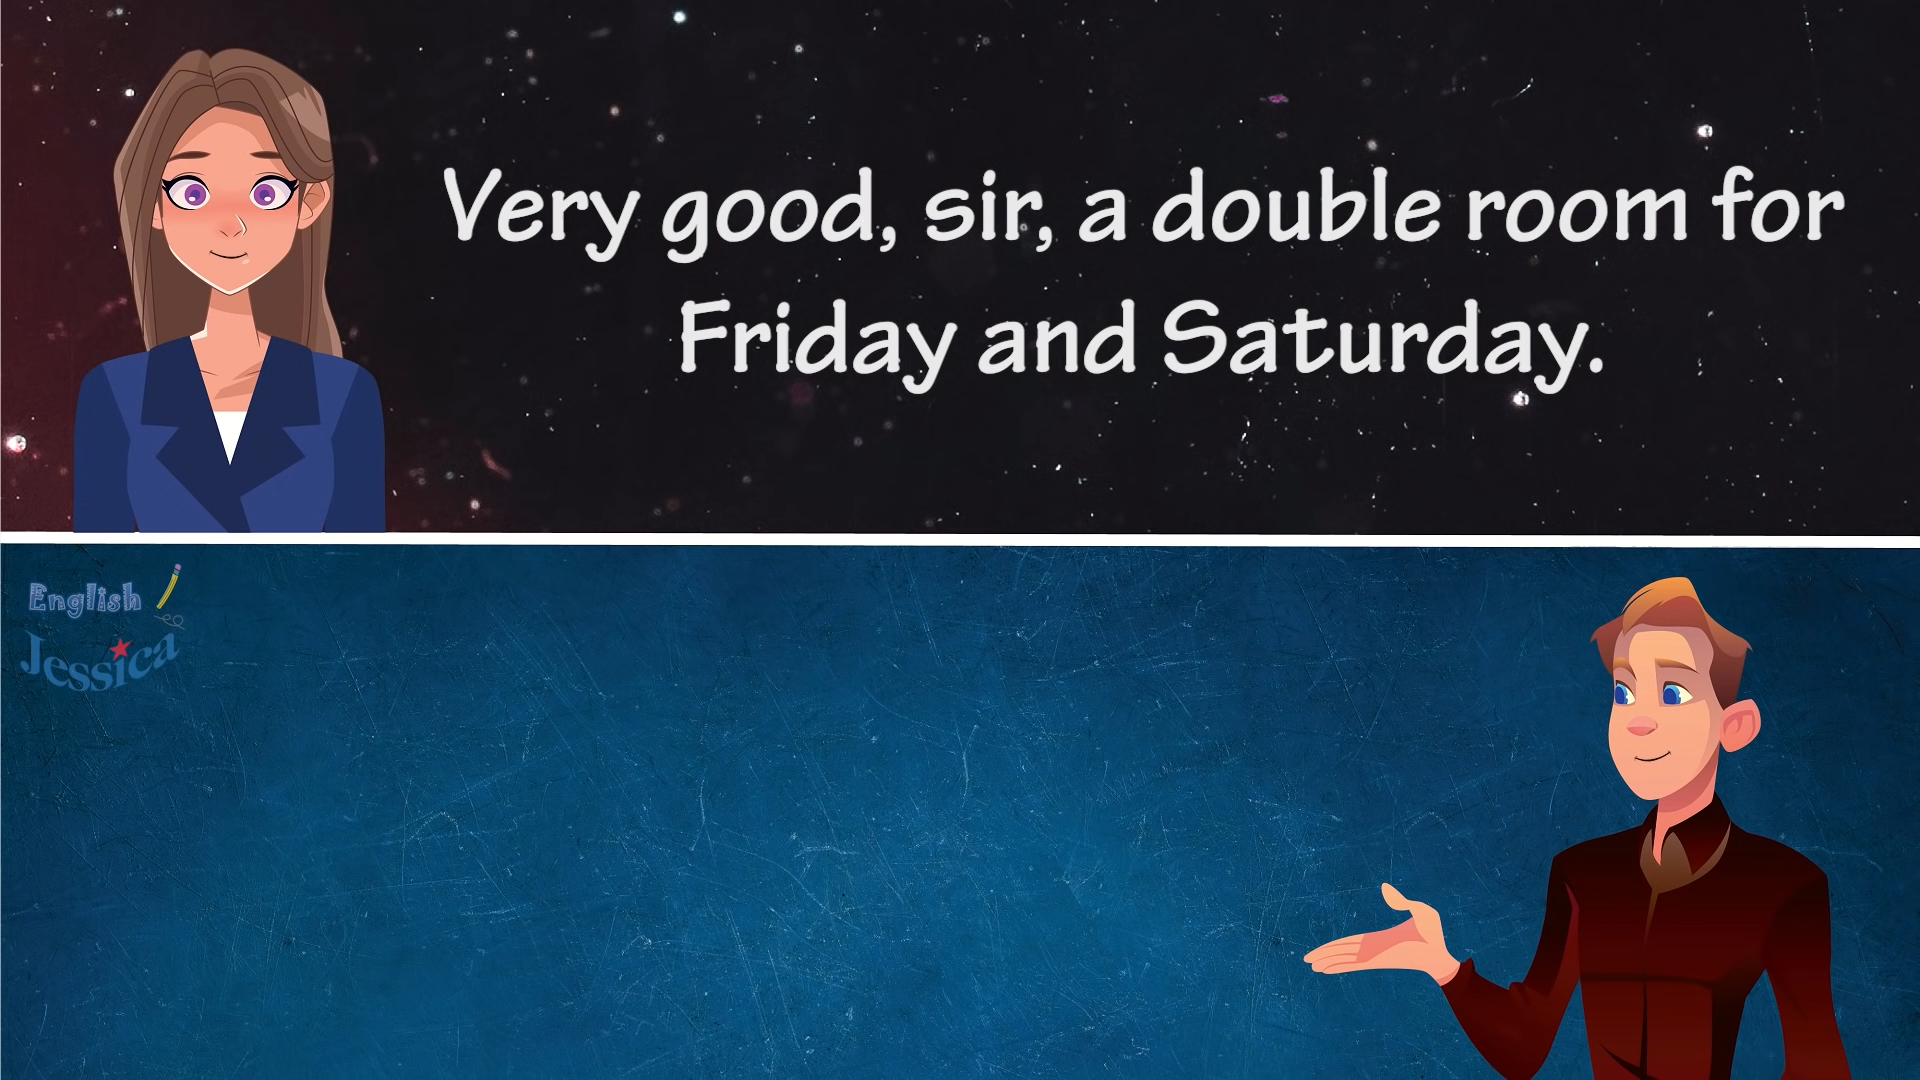 Very good, sir, a double room for
Friday and Saturday.
English
Jessica